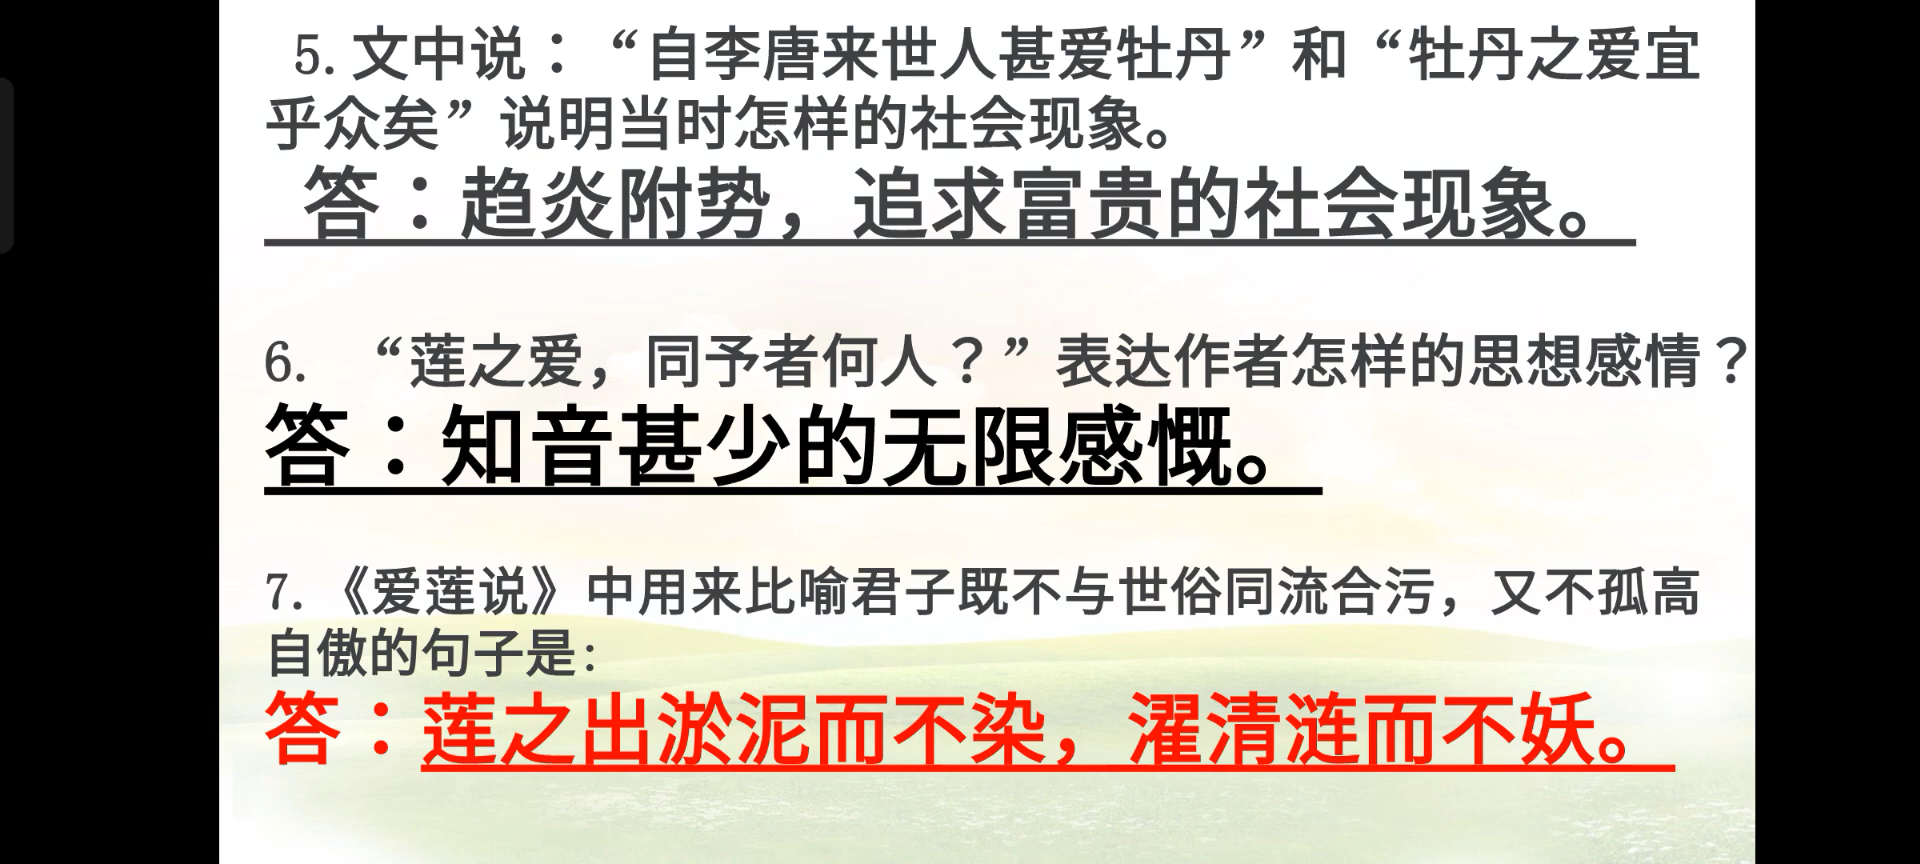 5. 文中说：“自李唐来世人甚爱牡丹”和“牡丹之爱宜
乎众矣”说明当时怎样的社会现象。
答：趋炎附势，追求富贵的社会现象。
6. “莲之爱，同予者何人？”表达作者怎样的思想感情？
答：知音甚少的无限感慨。
7. 《爱莲说》中用来比喻君子既不与世俗同流合污，又不孤高
自傲的句子是:
答：莲之出淤泥而不染，濯清涟而不妖。